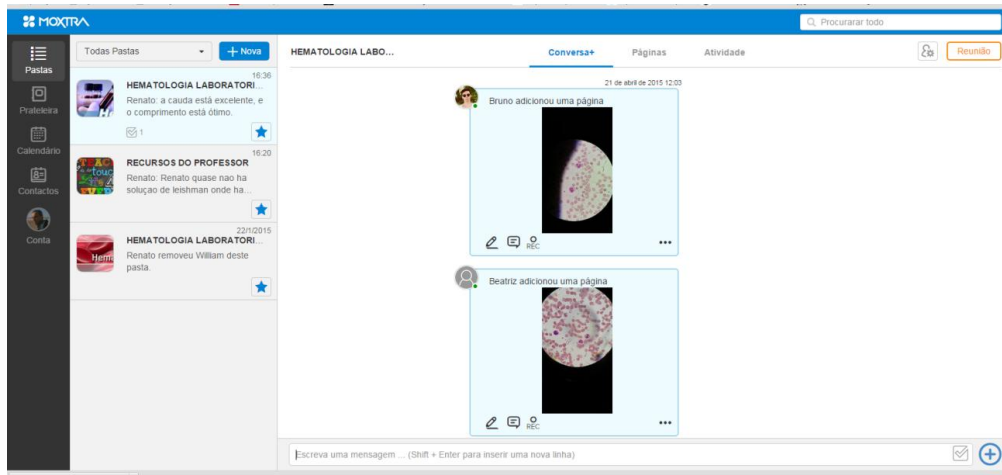 MOXTRA
Procurarar todo
Pastas
Prateleira
Calendário
Contactos
Conta
Todas Pastas
+ Nova
16:36
HEMATOLOGIA LABORATORI...
Renato: a cauda está excelente, e
o comprimento está ótimo.
1
16:20
RECURSOS DO PROFESSOR
Renato: Renato quase nao ha
soluçao de leishman onde ha...
22/1/2015
HEMATOLOGIA LABORATORI...
Renato removeu William deste
pasta.
HEMATOLOGIA LABO...
Conversa+
Páginas
Atividade
Reunião
21 de abril de 2015 12:03
Bruno adicionou uma página
REC
Beatriz adicionou uma página
REC
Escreva uma mensagem ... (Shift + Enter para inserir uma nova linha)